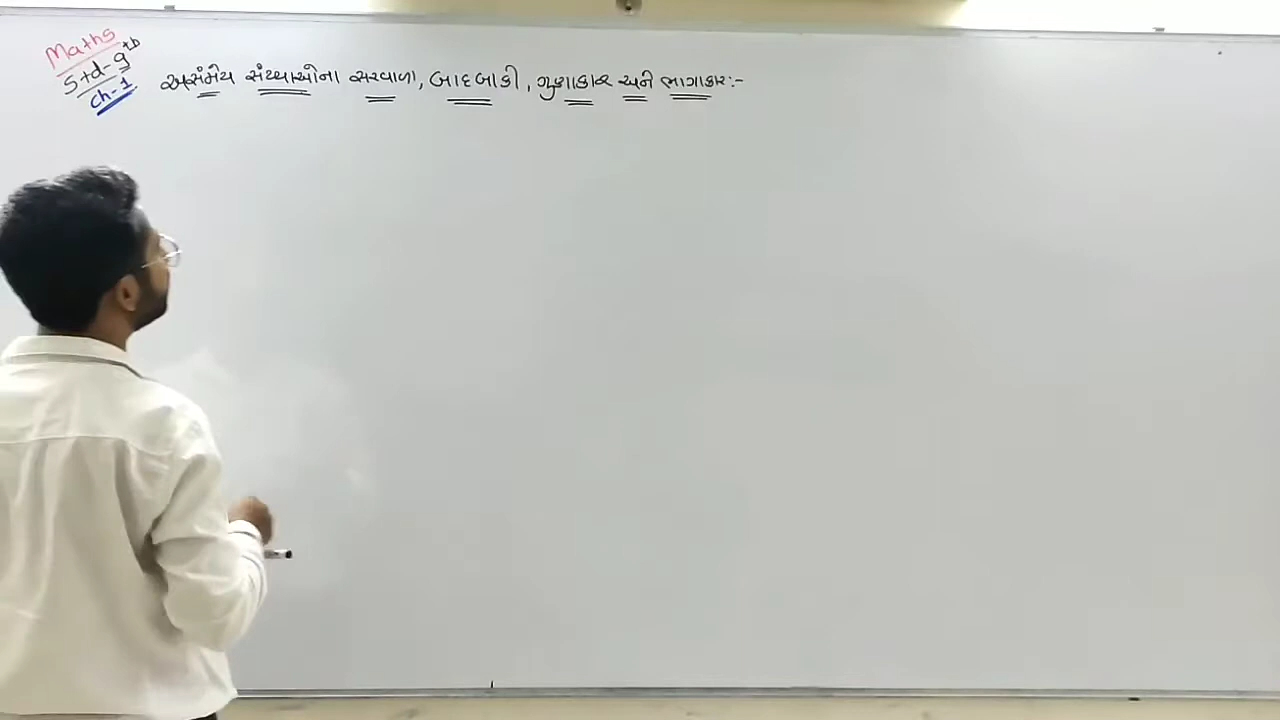 Maths
Std-9th
ch-1
અસંમેય સંખ્યાઓના સરવાળા, બાદબાકી, ગુણાકાર અને ભાગાકાર:-